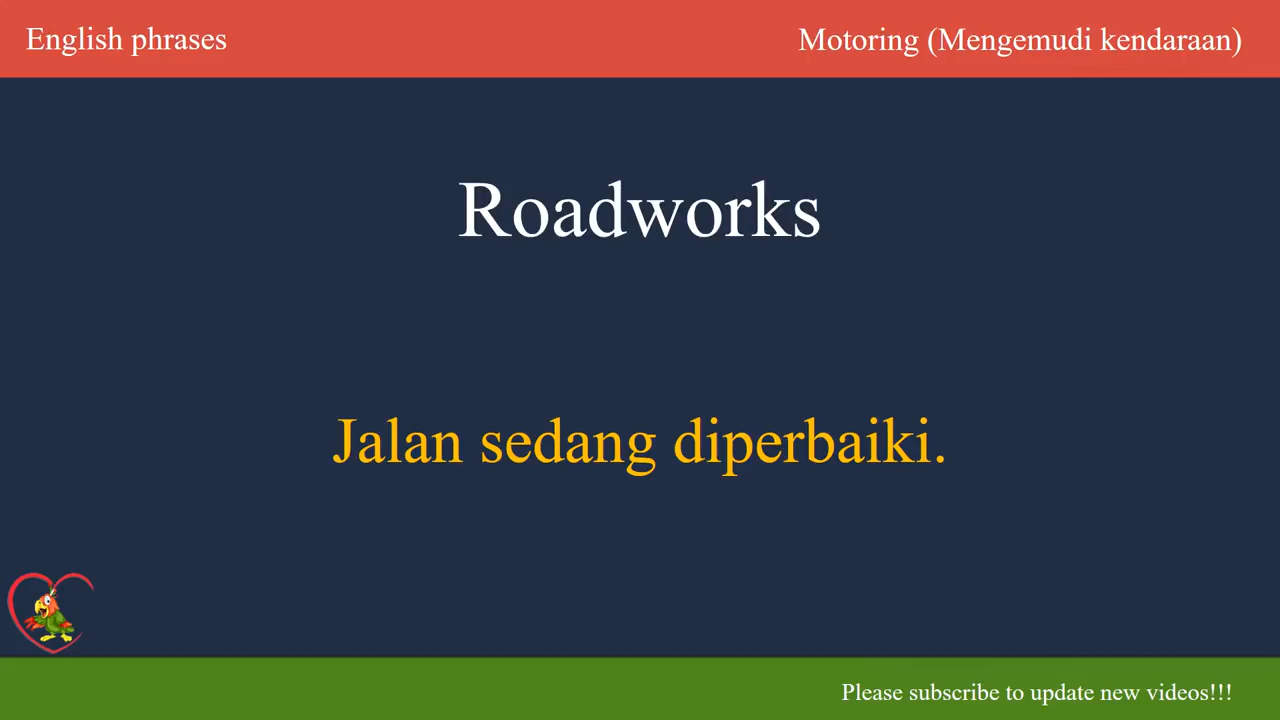 English phrases
Motoring (Mengemudi kendaraan)
Roadworks
Jalan sedang diperbaiki.
Please subscribe to update new videos!!!